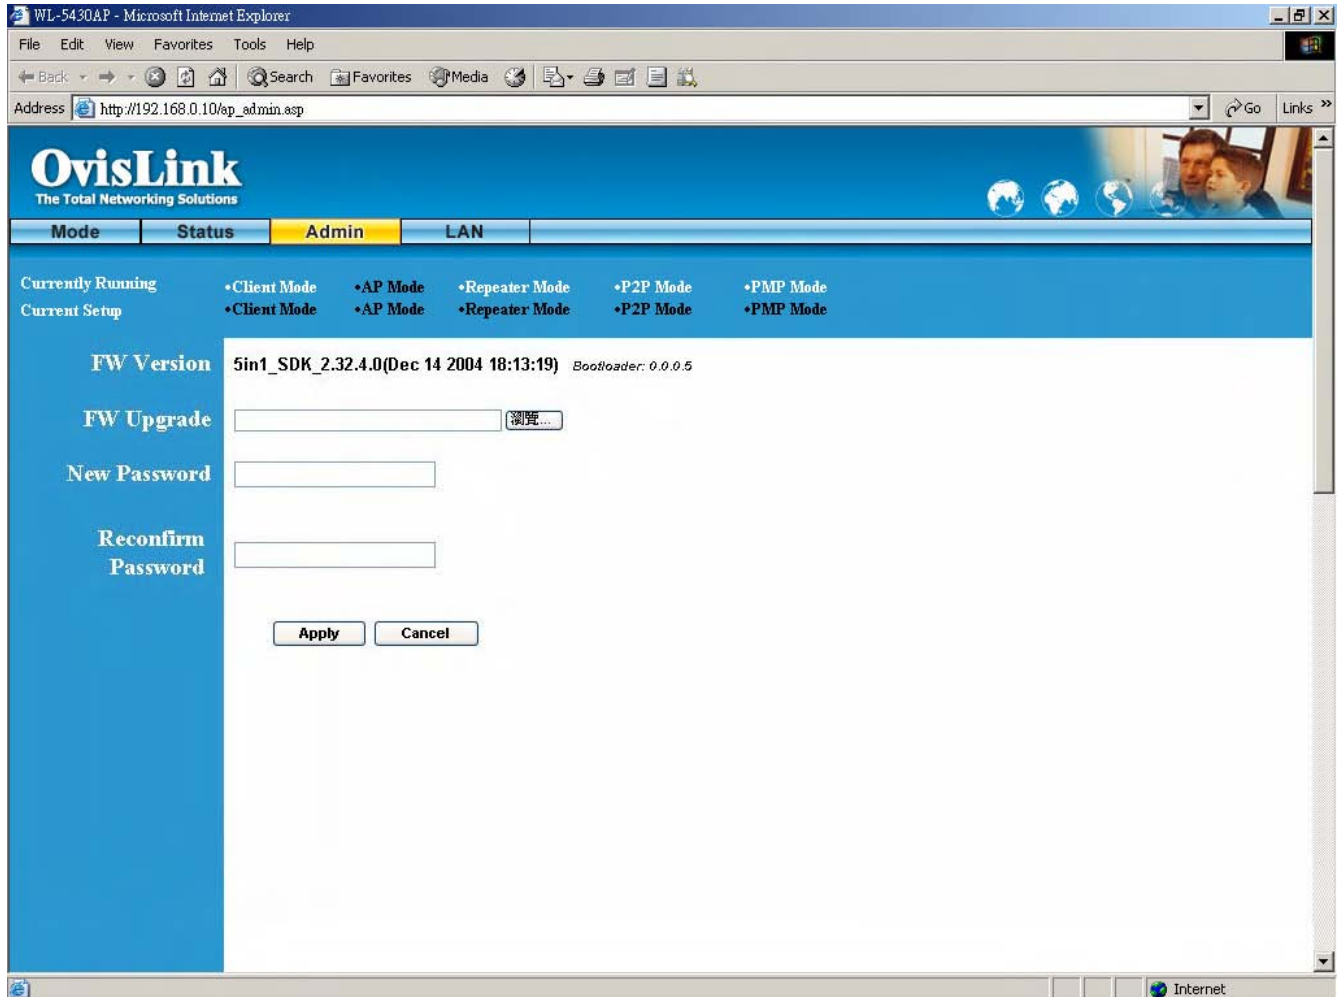 WL-5430AP - Microsoft Internet Explorer
File Edit View Favorites Tools Help
Back Search Favorites Media
Address http://192.168.0.10/ap_admin.asp Go Links »
OvisLink
The Total Networking Solutions
Mode Status Admin LAN
Currently Running •Client Mode •AP Mode •Repeater Mode •P2P Mode •PMP Mode
Current Setup •Client Mode •AP Mode •Repeater Mode •P2P Mode •PMP Mode
FW Version 5in1_SDK_2.32.4.0(Dec 14 2004 18:13:19) Bootloader: 0.0.0.5
FW Upgrade 瀏覽...
New Password
Reconfirm
Password
Apply Cancel
Internet